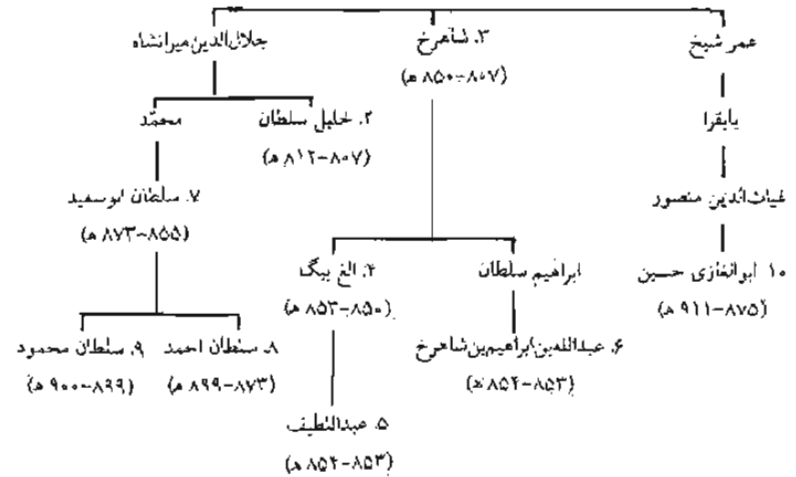 عمر شیخ
۳. شاهرخ
جلال‌الدین میرانشاه
(۸۰۷–۸۵۰ ه)
بایقرا
۲. خلیل سلطان
محمّد
(۸۰۷–۸۱۲ ه)
غیاث‌الدین منصور
۷. سلطان ابوسعید
(۸۵۵–۸۷۳ ه)
۱۰. ابوالغازی حسین
ابراهیم سلطان
۴. الغ بیگ
(۸۷۵–۹۱۱ ه)
(۸۵۰–۸۵۳ ه)
۶. عبدالله‌بن‌ابراهیم‌بن‌شاهرخ
۸. سلطان احمد
۹. سلطان محمود
(۸۵۳–۸۵۴ ه)
(۸۷۳–۸۹۹ ه)
(۸۹۹–۹۰۰ ه)
۵. عبداللطیف
(۸۵۳–۸۵۴ ه)